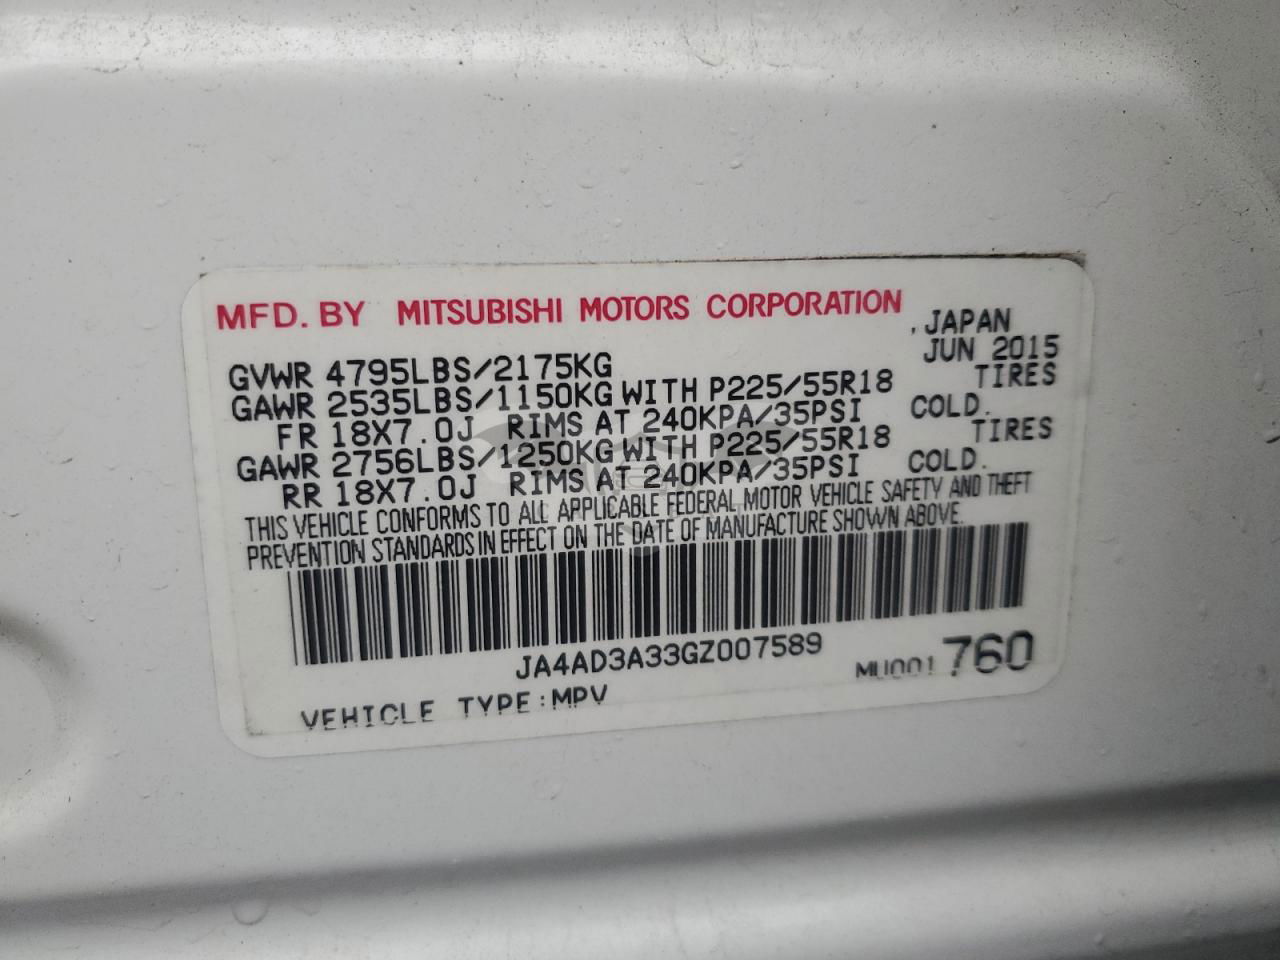 MFD. BY MITSUBISHI MOTORS CORPORATION , JAPAN
GVWR 4795LBS/2175KG JUN 2015
GAWR 2535LBS/1150KG WITH P225/55R18 TIRES
FR 18X7.0J RIMS AT 240KPA/35PSI COLD.
GAWR 2756LBS/1250KG WITH P225/55R18 TIRES
RR 18X7.0J RIMS AT 240KPA/35PSI COLD.
THIS VEHICLE CONFORMS TO ALL APPLICABLE FEDERAL MOTOR VEHICLE SAFETY AND THEFT
PREVENTION STANDARDS IN EFFECT ON THE DATE OF MANUFACTURE SHOWN ABOVE.
JA4AD3A33GZ007589
MU001760
VEHICLE TYPE:MPV